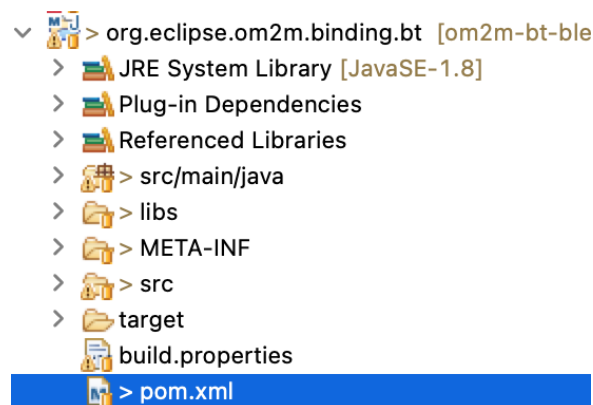 > org.eclipse.om2m.binding.bt [om2m-bt-ble
JRE System Library [JavaSE-1.8]
Plug-in Dependencies
Referenced Libraries
> src/main/java
> libs
> META-INF
> src
target
build.properties
> pom.xml